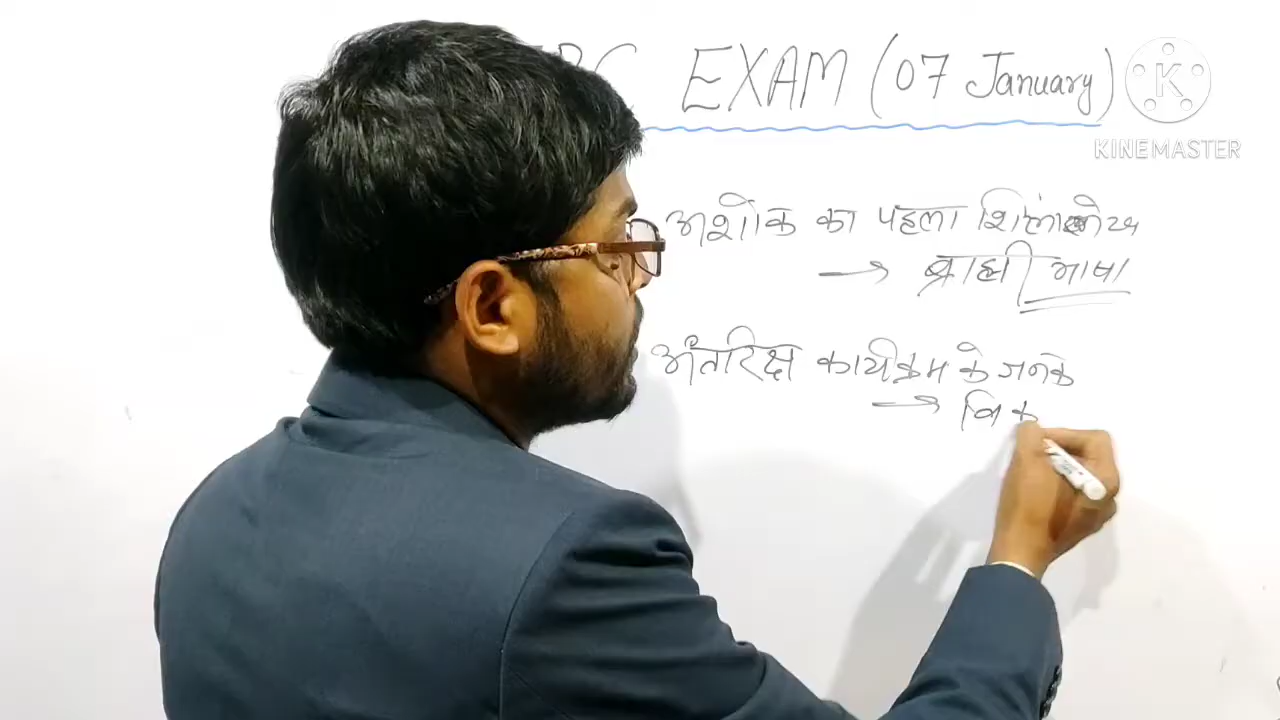 EXAM (07 January)
K
KINEMASTER
अशोक का पहला
→ ब्राह्मी भाषा
अंतरिक्ष कार्यक्रम के जनक
→ विक